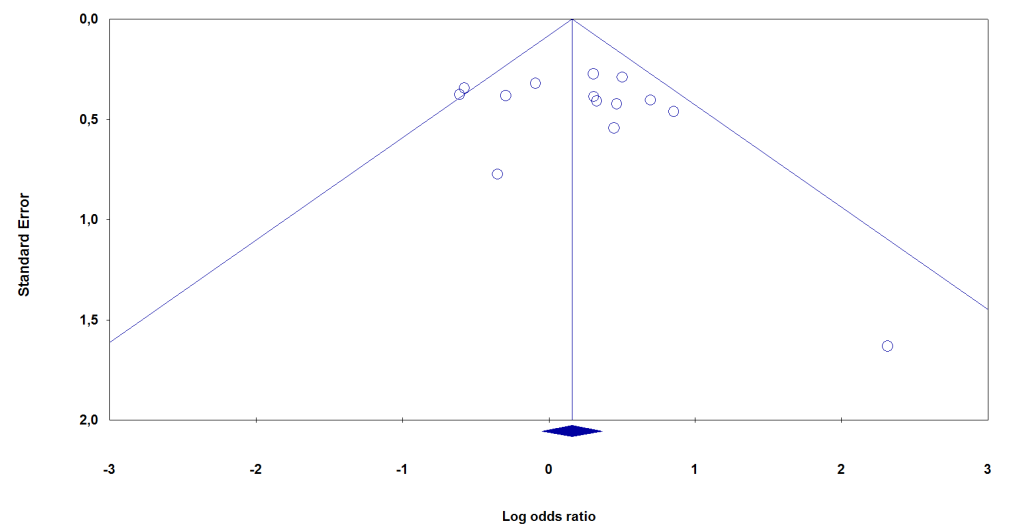 0,0
0,5
1,0
1,5
2,0
Standard Error
-3 -2 -1 0 1 2 3
Log odds ratio